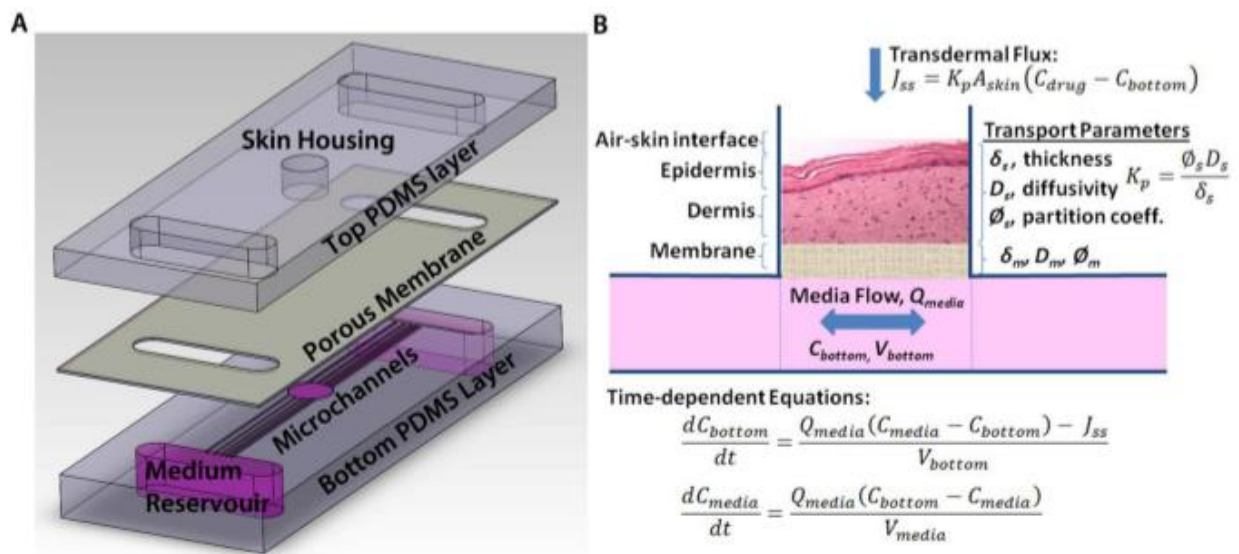 A
Skin Housing
Top PDMS layer
Porous Membrane
Microchannels
Medium
Reservouir
Bottom PDMS Layer
B
Transdermal Flux:
J_ss = K_p A_skin (C_drug − C_bottom)
Air-skin interface
Epidermis
Dermis
Membrane
Transport Parameters
δ_s, thickness
D_s, diffusivity
Ø_s, partition coeff.
K_p = Ø_s D_s / δ_s
δ_m, D_m, Ø_m
Media Flow, Q_media
C_bottom, V_bottom
Time-dependent Equations:
dC_bottom / dt = Q_media (C_media − C_bottom) − J_ss / V_bottom
dC_media / dt = Q_media (C_bottom − C_media) / V_media